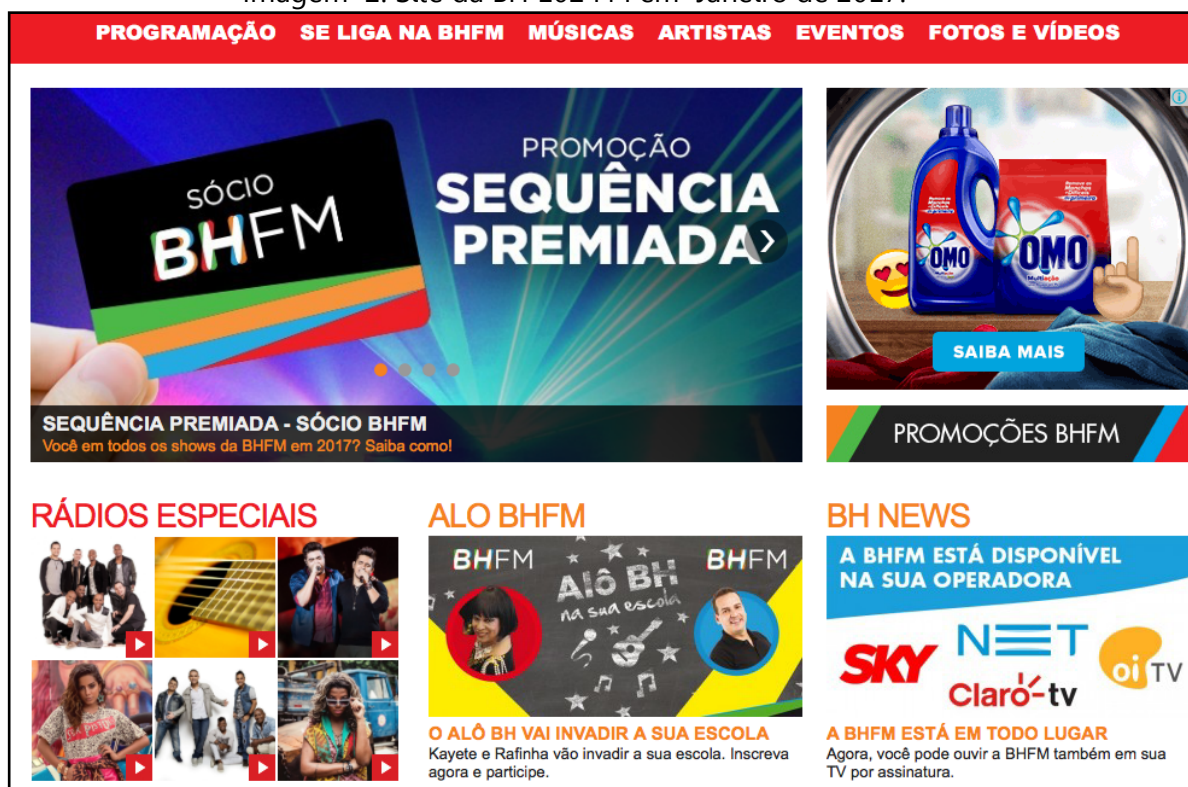 PROGRAMAÇÃO SE LIGA NA BHFM MÚSICAS ARTISTAS EVENTOS FOTOS E VÍDEOS
SÓCIO
BHFM
PROMOÇÃO
SEQUÊNCIA
PREMIADA
SEQUÊNCIA PREMIADA - SÓCIO BHFM
Você em todos os shows da BHFM em 2017? Saiba como!
OMO
Multiação
OMO
Multiação
SAIBA MAIS
PROMOÇÕES BHFM
RÁDIOS ESPECIAIS
ALO BHFM
BHFM
BHFM
Alô BH
na sua escola
O ALÔ BH VAI INVADIR A SUA ESCOLA
Kayete e Rafinha vão invadir a sua escola. Inscreva
agora e participe.
BH NEWS
A BHFM ESTÁ DISPONÍVEL
NA SUA OPERADORA
SKY
NET
Claro-tv
oi TV
A BHFM ESTÁ EM TODO LUGAR
Agora, você pode ouvir a BHFM também em sua
TV por assinatura.